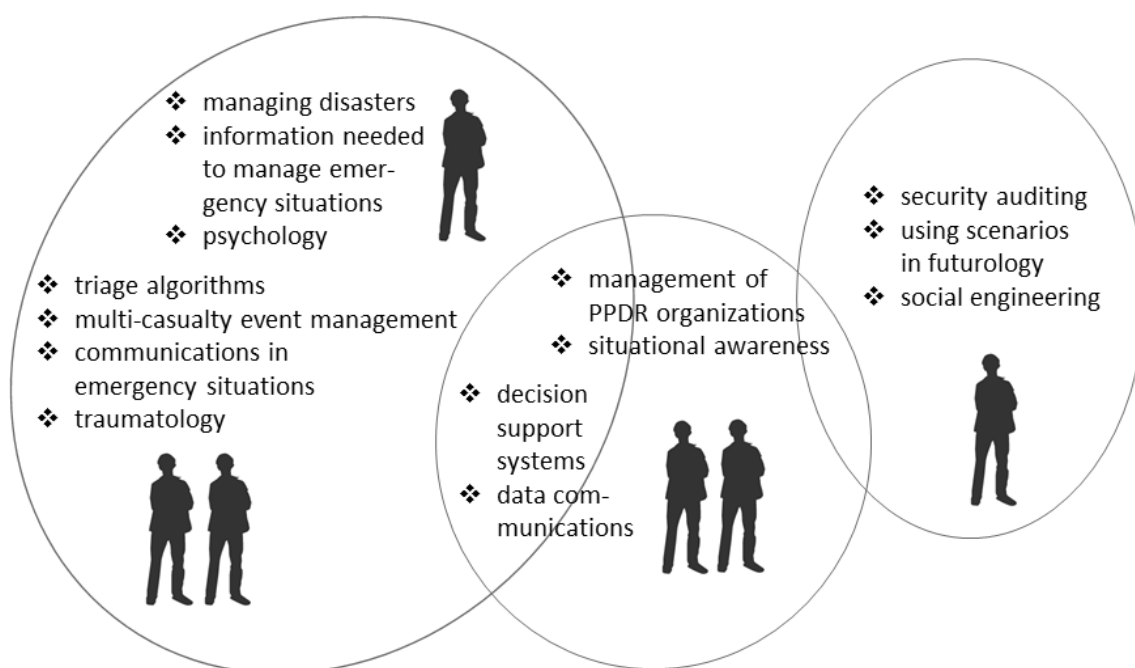 ❖ managing disasters
❖ information needed
to manage emer-
gency situations
❖ psychology
❖ triage algorithms
❖ multi-casualty event management
❖ communications in
emergency situations
❖ traumatology
❖ management of
PPDR organizations
❖ situational awareness
❖ decision
support
systems
❖ data com-
munications
❖ security auditing
❖ using scenarios
in futurology
❖ social engineering